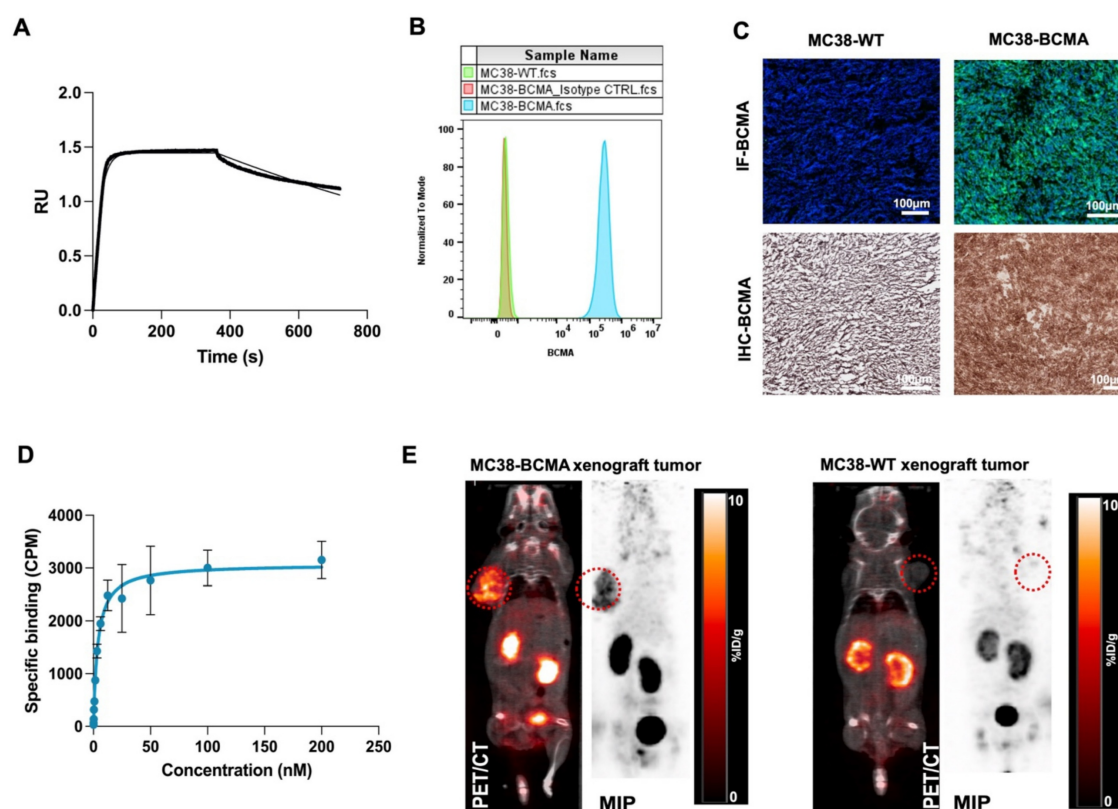 A
2.0
1.5
1.0
1.5
0.0
RU
0
200
400
600
800
Time (s)
B
Sample Name
MC38-WT.fcs
MC38-BCMA_Isotype CTRL.fcs
MC38-BCMA.fcs
100
80
60
40
20
0
Normalized To Mode
0
10^4
10^5
10^6
10^7
BCMA
C
MC38-WT
MC38-BCMA
IF-BCMA
100μm
100μm
IHC-BCMA
100μm
100μm
D
4000
3000
2000
1000
0
Specific binding (CPM)
0
50
100
150
200
250
Concentration (nM)
E
MC38-BCMA xenograft tumor
PET/CT
MIP
10
%ID/g
0
MC38-WT xenograft tumor
PET/CT
MIP
10
%ID/g
0